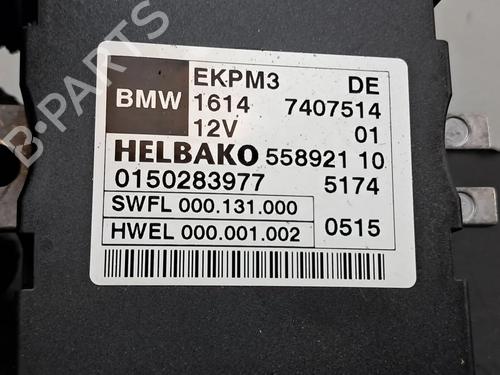 B-PARTS
BMW
EKPM3 DE
1614 7407514
12V 01
HELBAKO 558921 10
0150283977 5174
SWFL 000.131.000
HWEL 000.001.002 0515